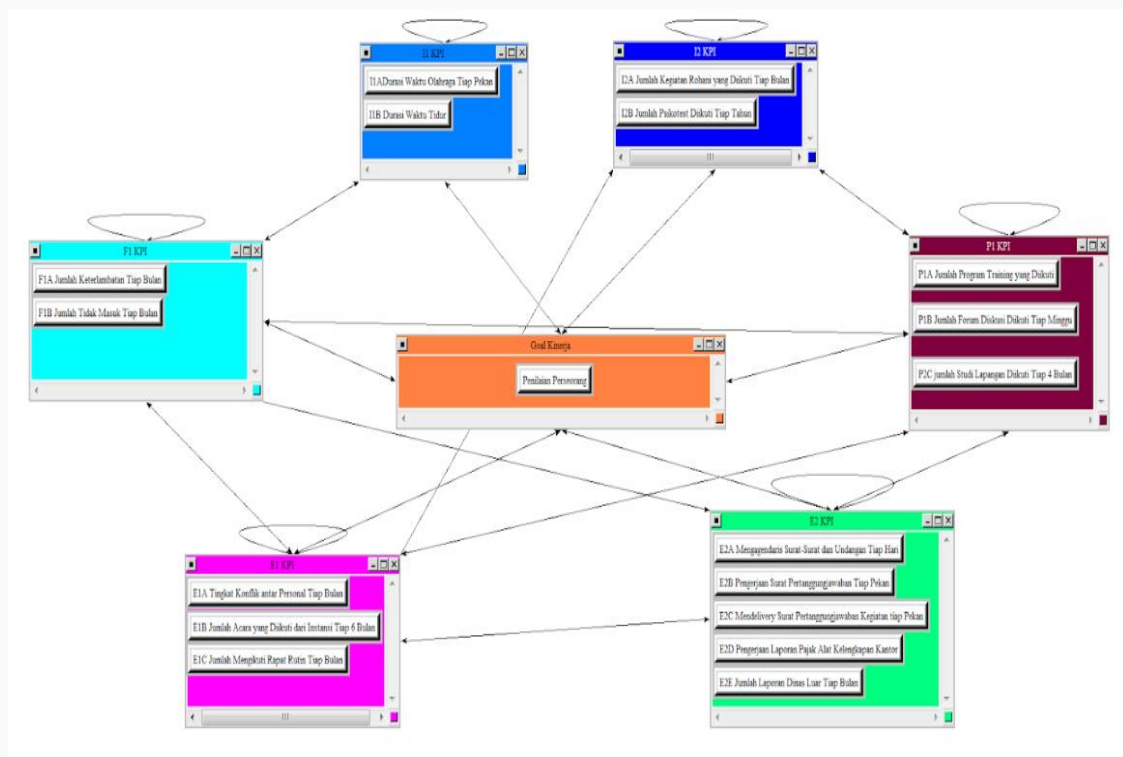 I1 KPI
I1ADurasi Waktu Olahraga Tiap Pekan
I1B Durasi Waktu Tidur
I2 KPI
I2A Jumlah Kegiatan Rohani yang Diikuti Tiap Bulan
I2B Jumlah Psikotest Diikuti Tiap Tahun
F1 KPI
F1A Jumlah Keterlambatan Tiap Bulan
F1B Jumlah Tidak Masuk Tiap Bulan
P1 KPI
P1A Jumlah Program Training yang Diikuti
P1B Jumlah Forum Diskusi Diikuti Tiap Minggu
P2C jumlah Studi Lapangan Diikuti Tiap 4 Bulan
Goal Kinerja
Penilaian Perseorang
E1 KPI
E1A Tingkat Konflik antar Personal Tiap Bulan
E1B Jumlah Acara yang Diikuti dari Instansi Tiap 6 Bulan
E1C Jumlah Mengikuti Rapat Rutin Tiap Bulan
E2 KPI
E2A Mengagendaris Surat-Surat dan Undangan Tiap Hari
E2B Pengerjaan Surat Pertanggungjawaban Tiap Pekan
E2C Mendelivery Surat Pertanggungjawaban Kegiatan tiap Pekan
E2D Pengerjaan Laporan Pajak Alat Kelengkapan Kantor
E2E Jumlah Laporan Dinas Luar Tiap Bulan